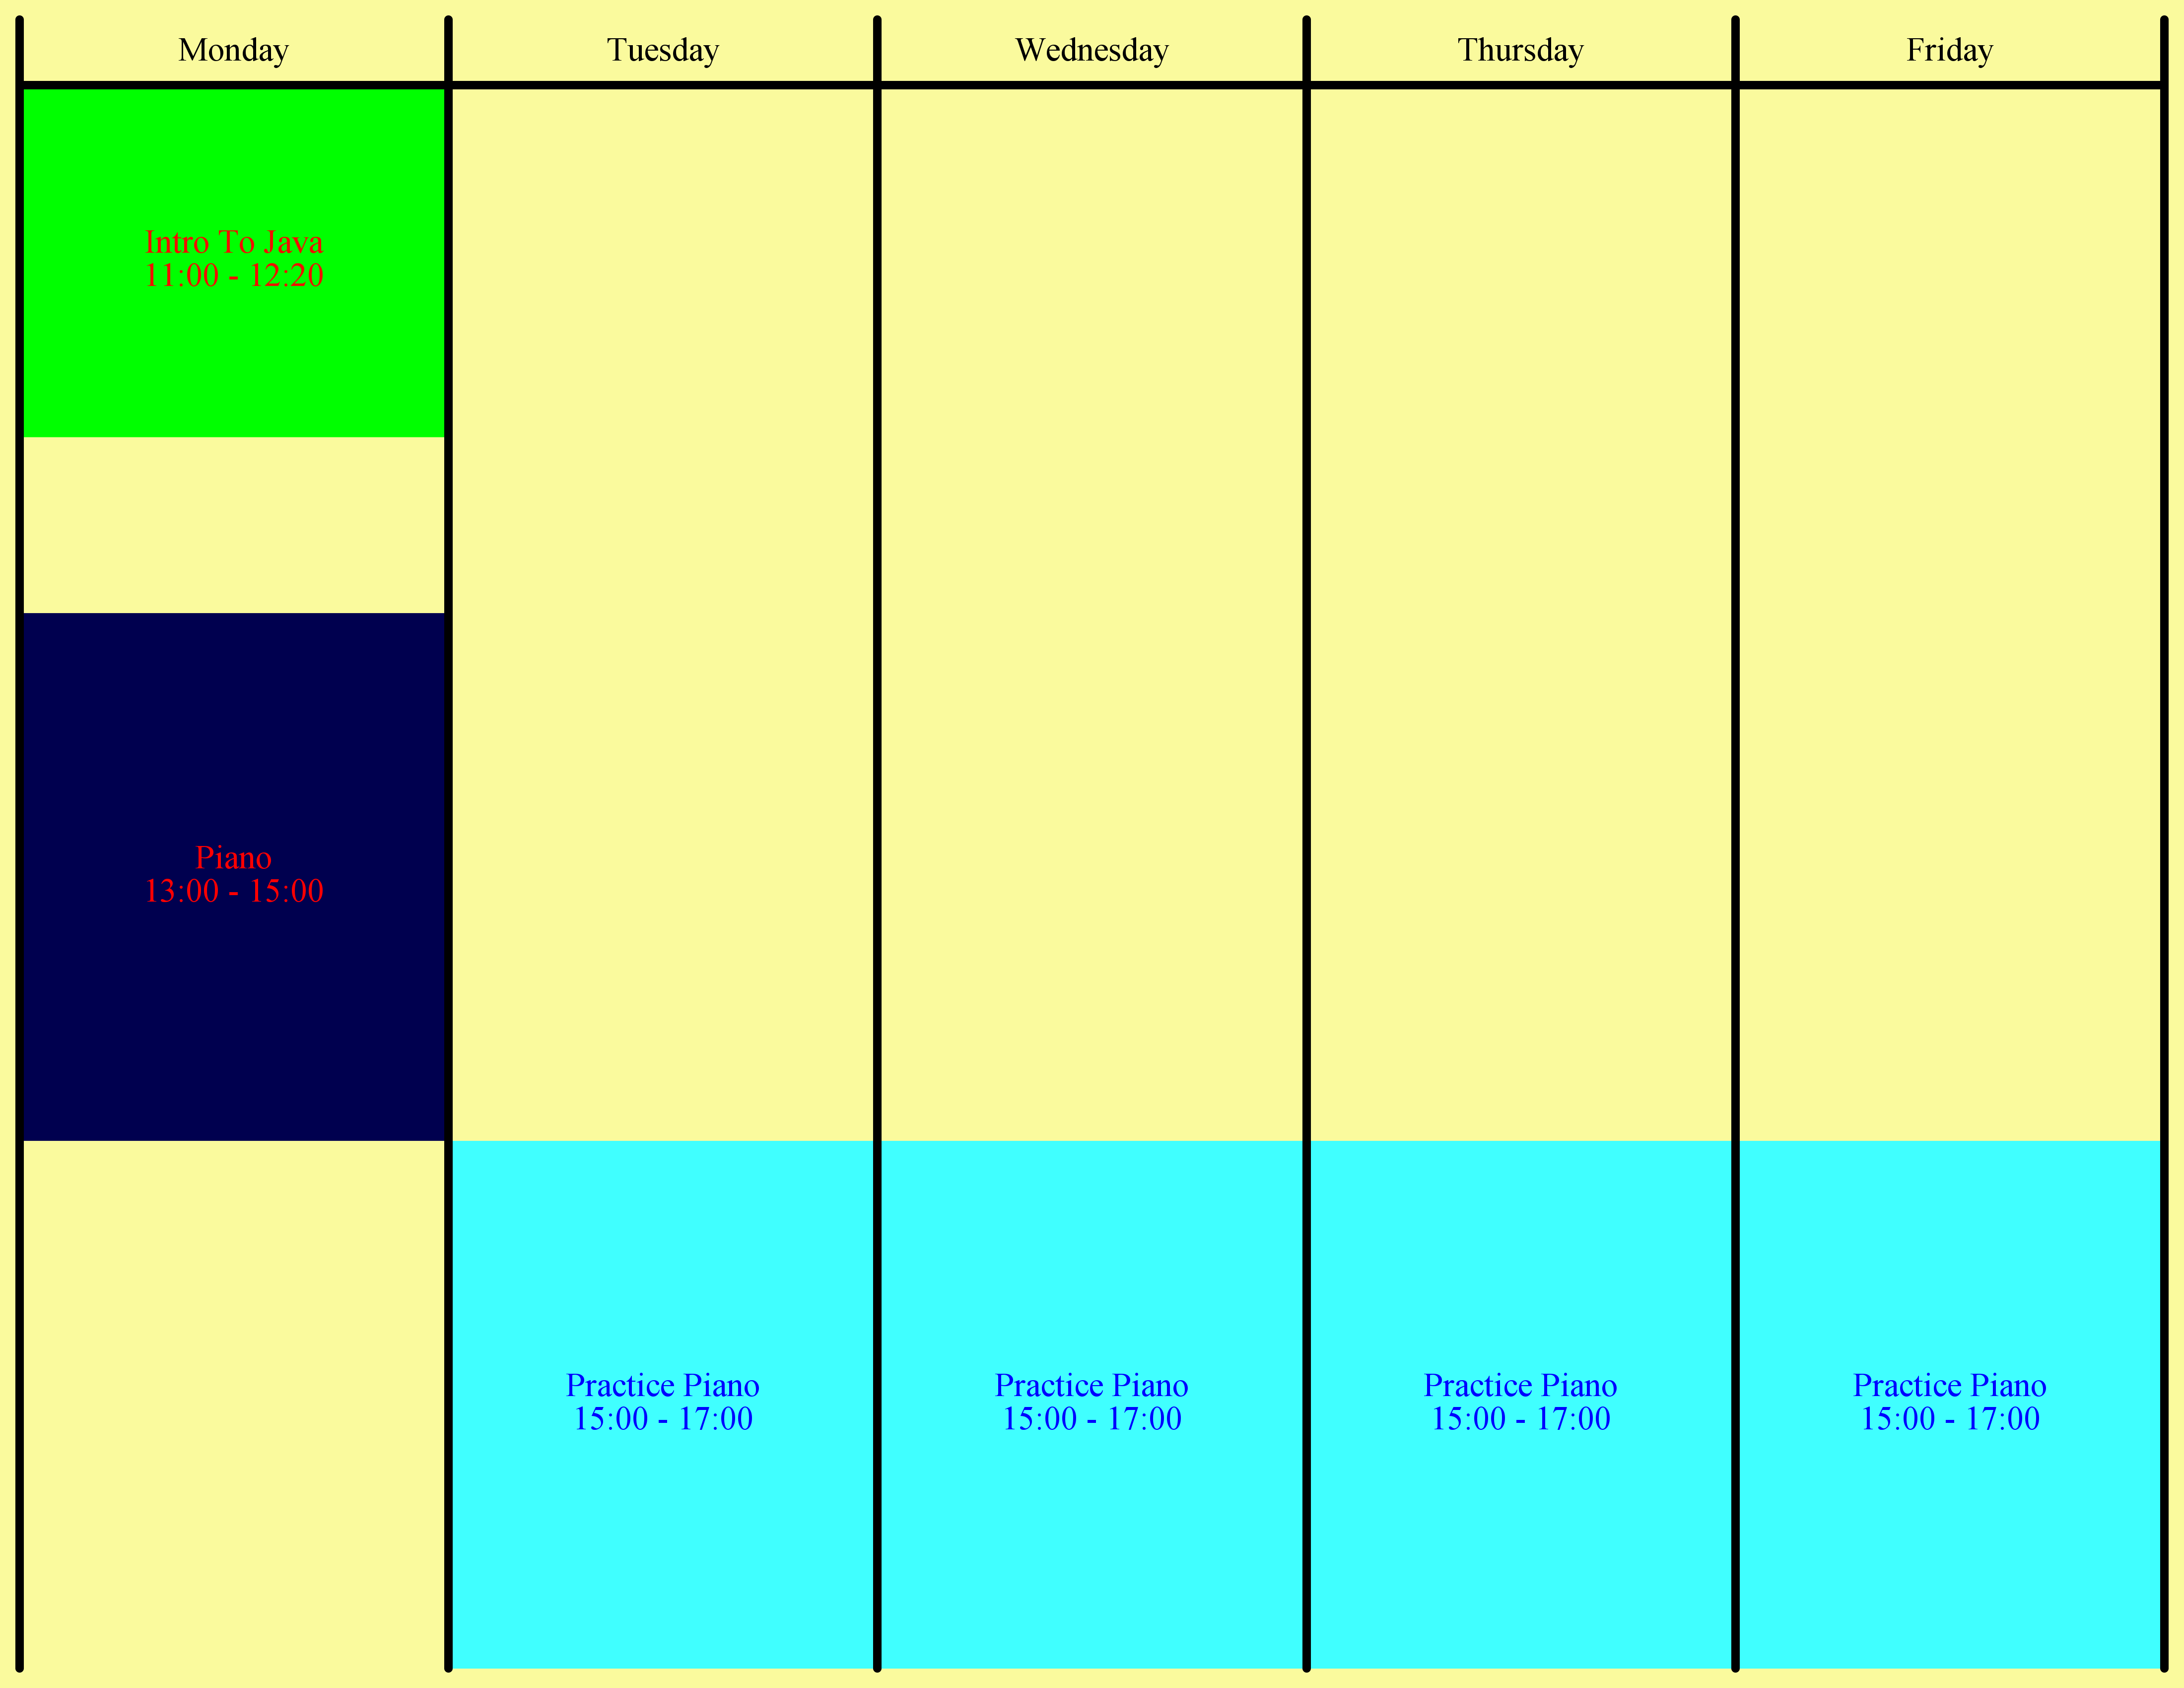 Monday
Tuesday
Wednesday
Thursday
Friday
Intro To Java
11:00 - 12:20
Piano
13:00 - 15:00
Practice Piano
15:00 - 17:00
Practice Piano
15:00 - 17:00
Practice Piano
15:00 - 17:00
Practice Piano
15:00 - 17:00